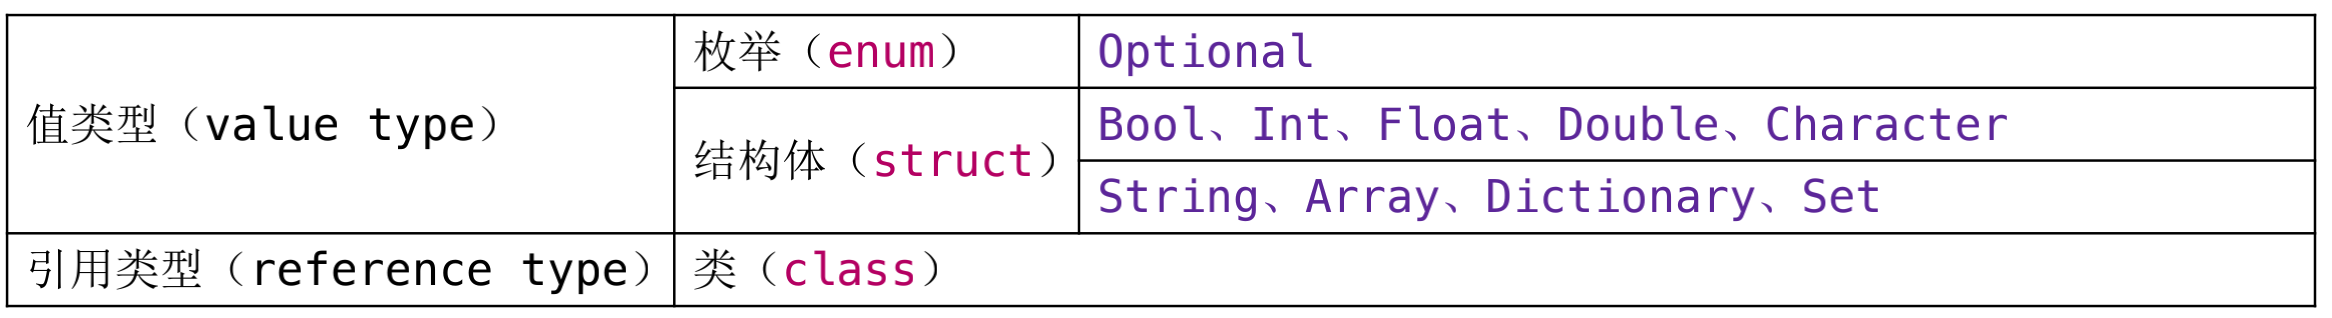 值类型（value type）
枚举（enum）
Optional
结构体（struct）
Bool、Int、Float、Double、Character
String、Array、Dictionary、Set
引用类型（reference type）
类（class）